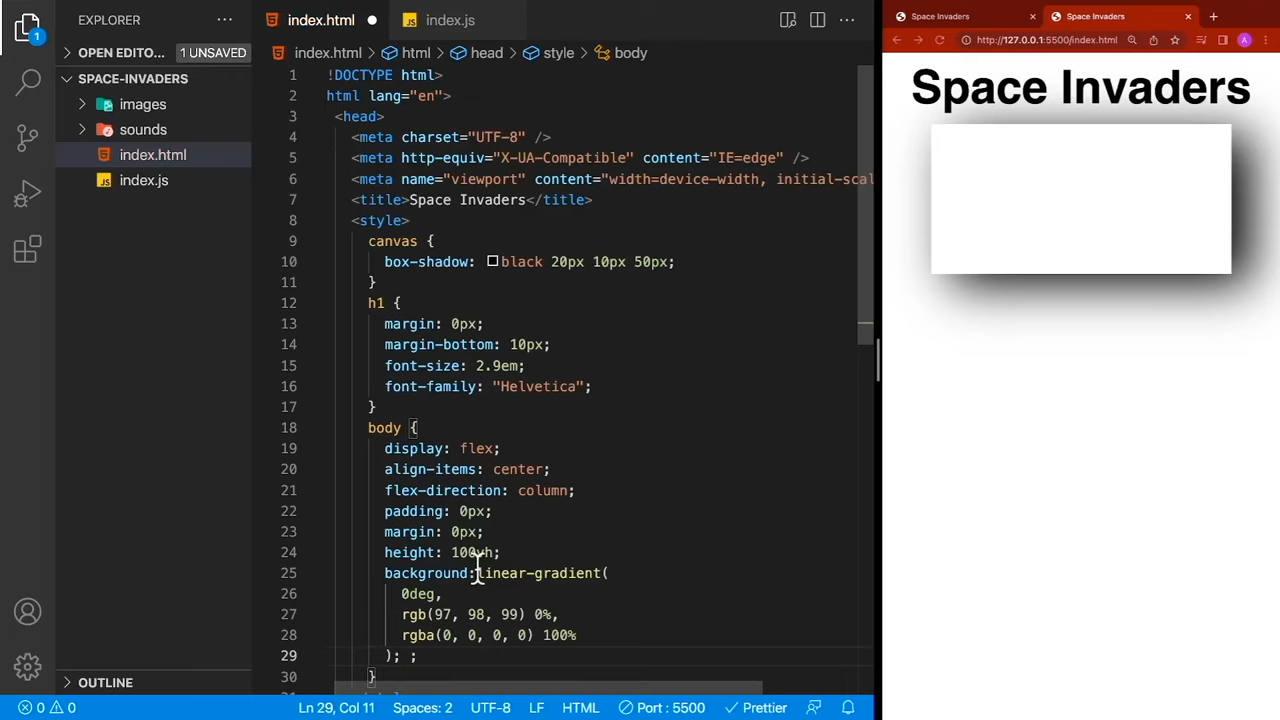 EXPLORER
index.html
index.js
Space Invaders
Space Invaders
http://127.0.0.1:5500/index.html
A
OPEN EDITO... 1 UNSAVED
index.html > html > head > style > body
SPACE-INVADERS
images
sounds
index.html
index.js
1
1 !DOCTYPE html>
2 html lang="en">
3 <head>
4 <meta charset="UTF-8" />
5 <meta http-equiv="X-UA-Compatible" content="IE=edge" />
6 <meta name="viewport" content="width=device-width, initial-scal
7 <title>Space Invaders</title>
8 <style>
9 canvas {
10 box-shadow: black 20px 10px 50px;
11 }
12 h1 {
13 margin: 0px;
14 margin-bottom: 10px;
15 font-size: 2.9em;
16 font-family: "Helvetica";
17 }
18 body {
19 display: flex;
20 align-items: center;
21 flex-direction: column;
22 padding: 0px;
23 margin: 0px;
24 height: 100vh;
25 background:linear-gradient(
26 0deg,
27 rgb(97, 98, 99) 0%,
28 rgba(0, 0, 0, 0) 100%
29 ); ;
30 }
Space Invaders
OUTLINE
0 0 Ln 29, Col 11 Spaces: 2 UTF-8 LF HTML Port : 5500 Prettier